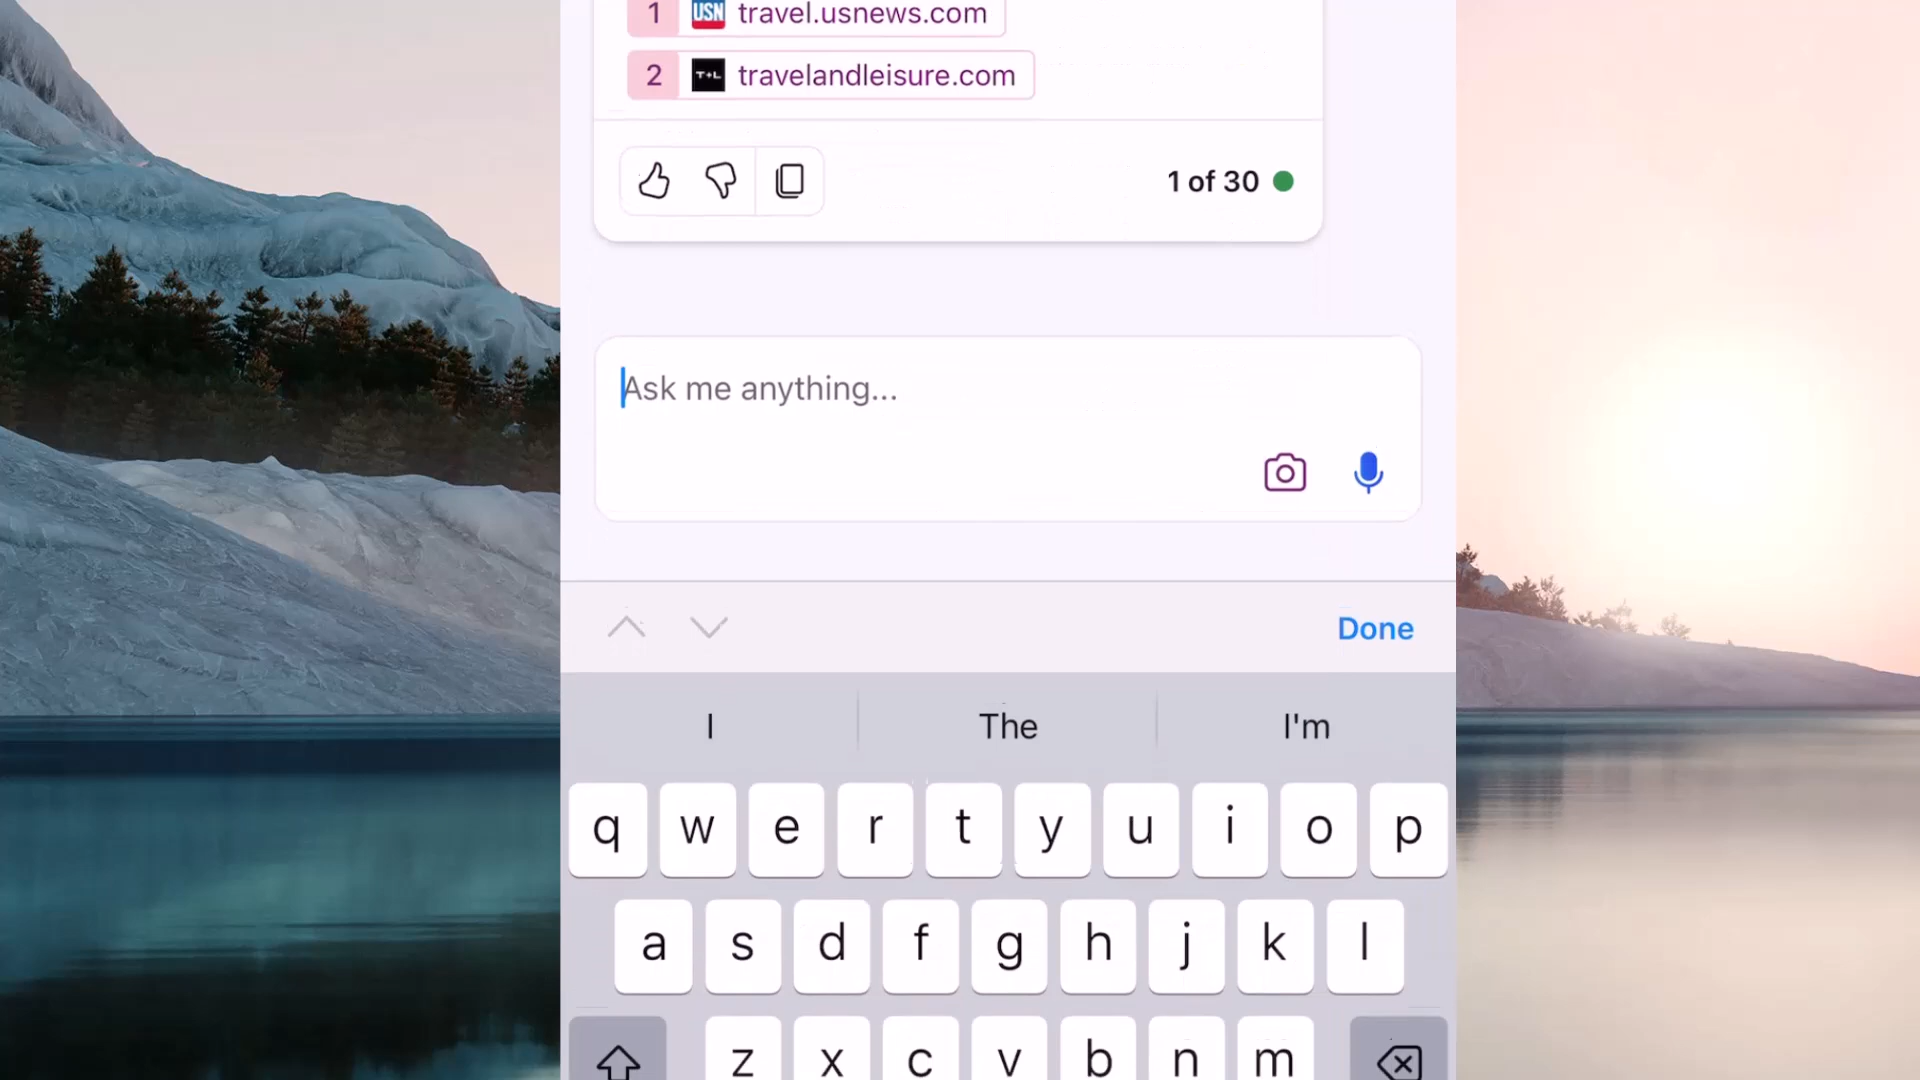 1 USN travel.usnews.com
2 T+L travelandleisure.com
1 of 30
Ask me anything...
Done
I The I'm
q w e r t y u i o p
a s d f g h j k l
z x c v b n m